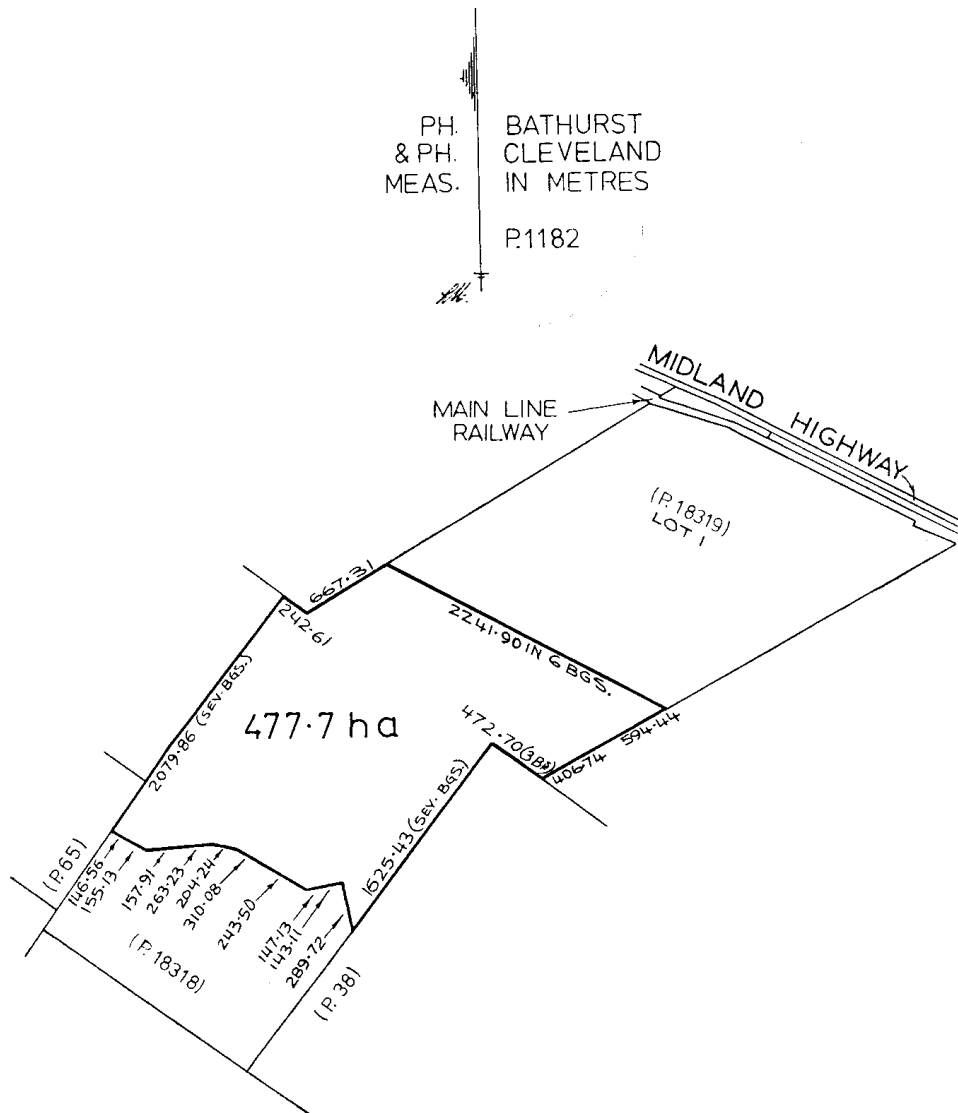 PH. BATHURST
& PH. CLEVELAND
MEAS. IN METRES
P.1182
MIDLAND HIGHWAY
MAIN LINE
RAILWAY
(P.18319)
LOT 1
667·31
242·61
2241·90 IN 6 BGS.
2079·86 (SEV. BGS.)
477·7 ha
472·70(3BS)
594·44
406·74
1625·43 (SEV. BGS.)
(P.65)
146·56
155·13
157·91
263·23
204·24
310·08
243·50
147·13
143·11
289·72
(P.18318)
(P.38)